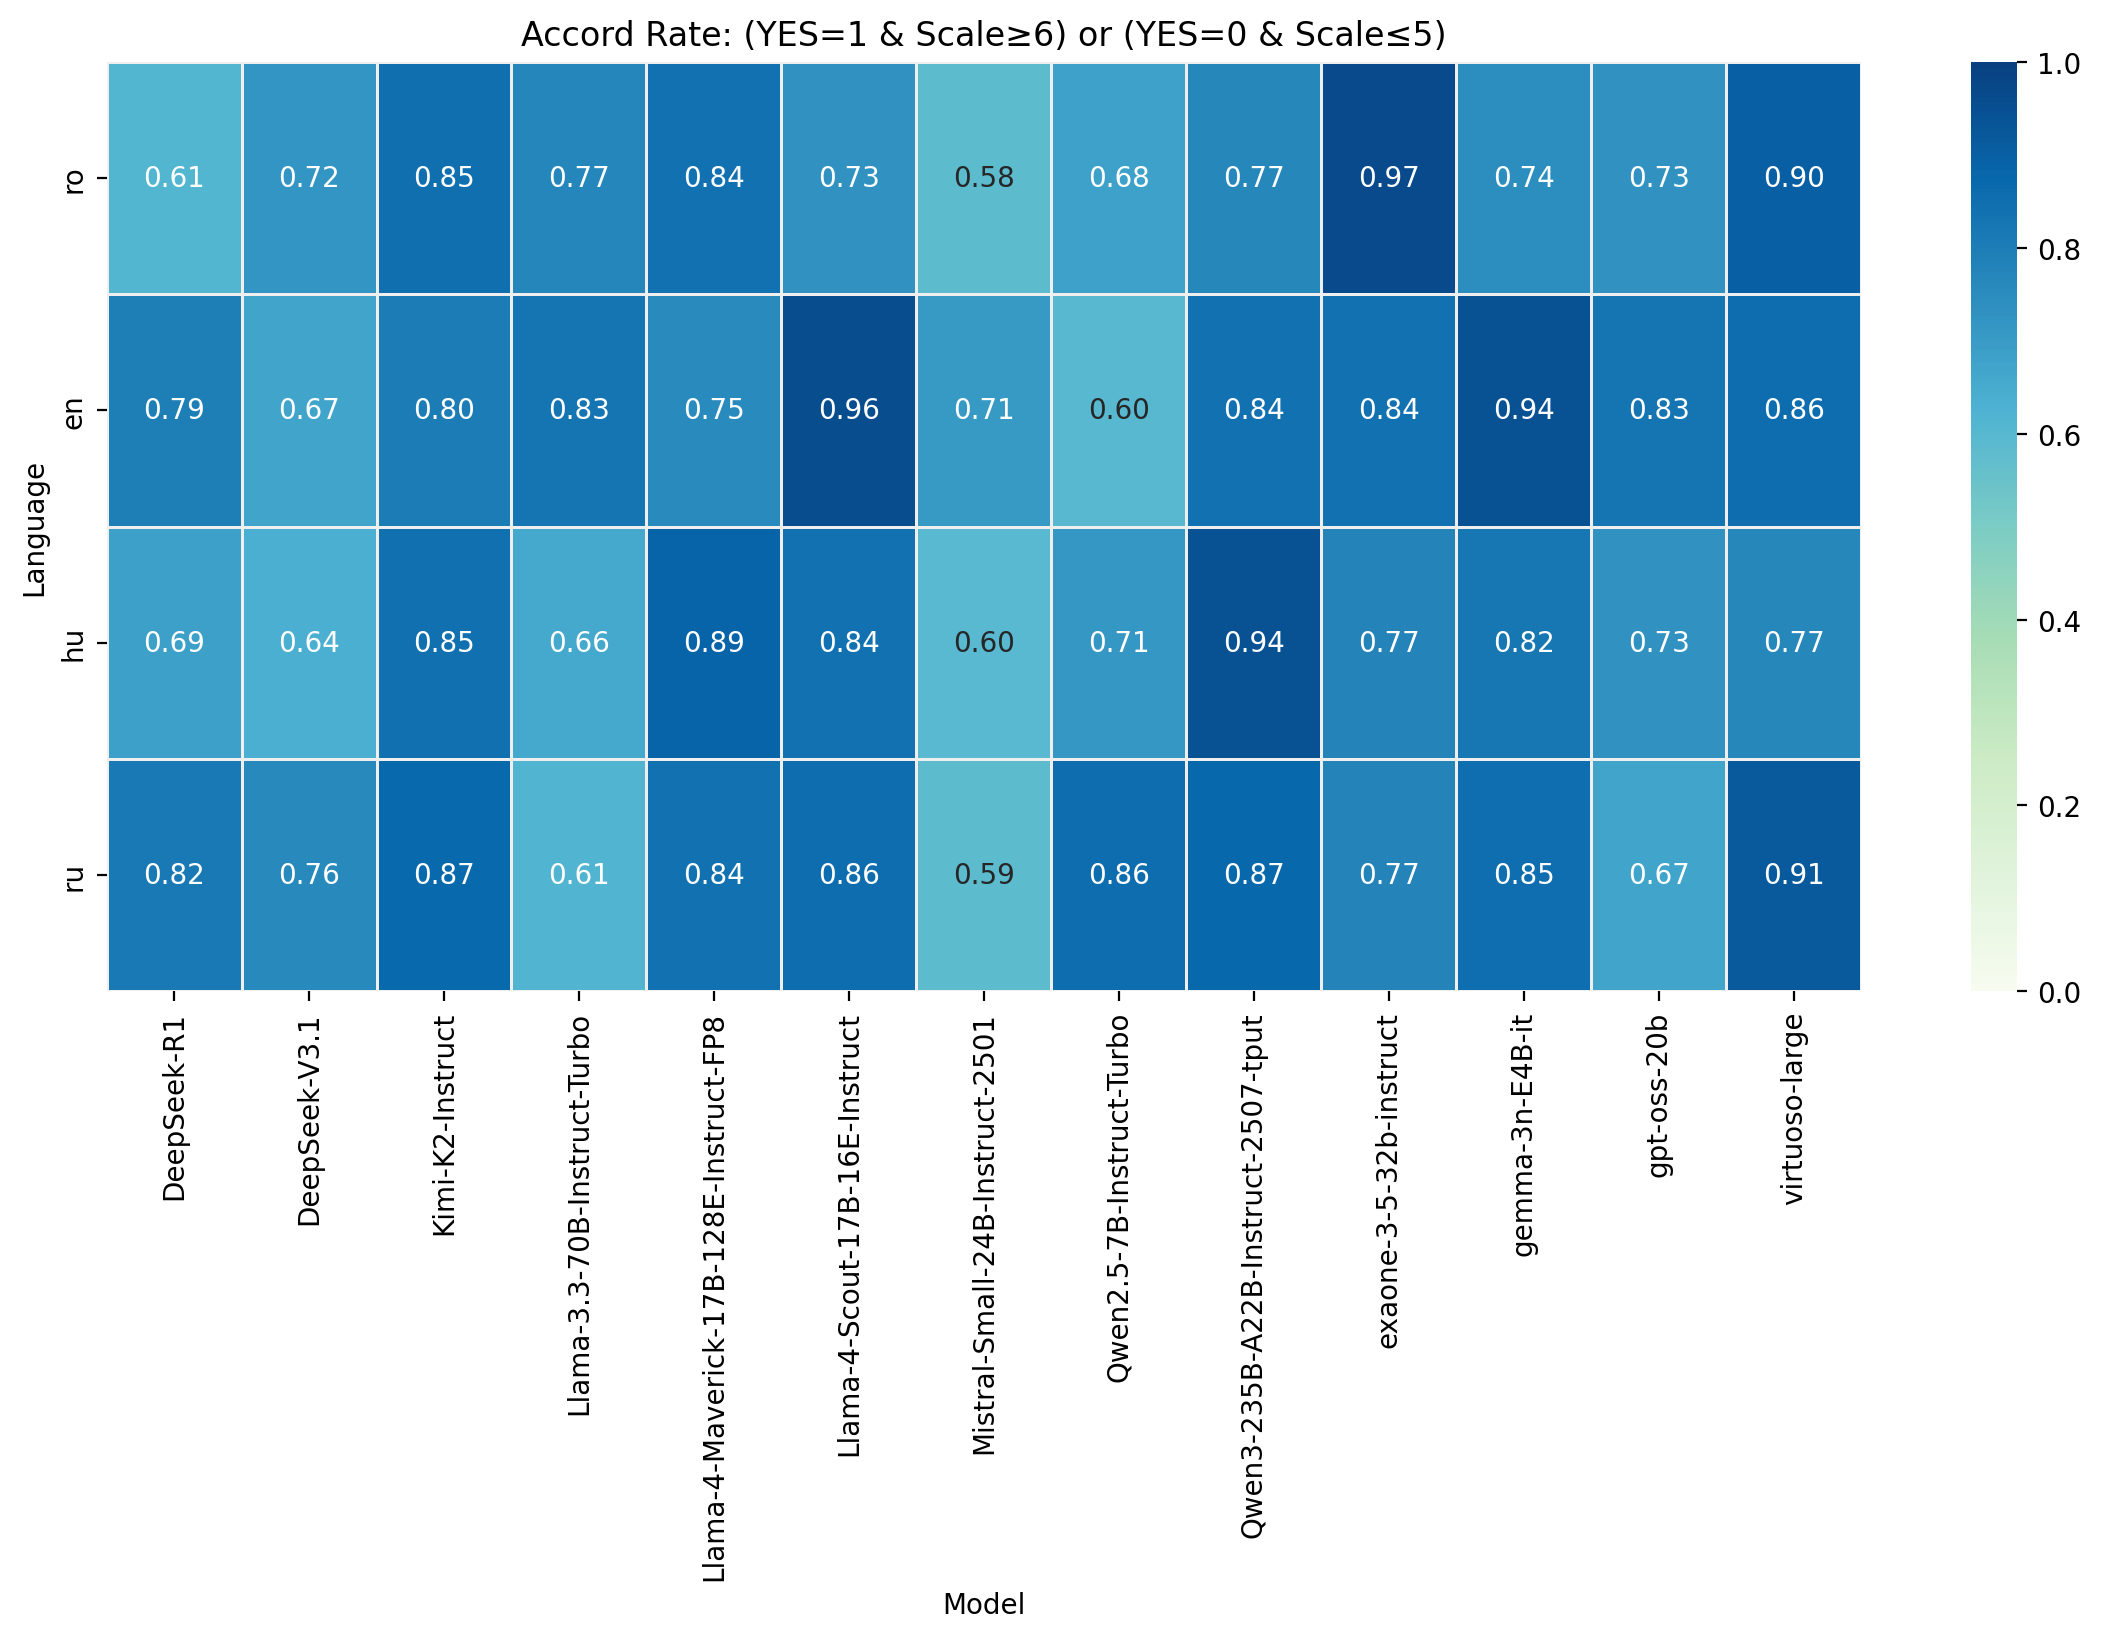 Accord Rate: (YES=1 & Scale≥6) or (YES=0 & Scale≤5)
Language
ro 0.61 0.72 0.85 0.77 0.84 0.73 0.58 0.68 0.77 0.97 0.74 0.73 0.90
en 0.79 0.67 0.80 0.83 0.75 0.96 0.71 0.60 0.84 0.84 0.94 0.83 0.86
hu 0.69 0.64 0.85 0.66 0.89 0.84 0.60 0.71 0.94 0.77 0.82 0.73 0.77
ru 0.82 0.76 0.87 0.61 0.84 0.86 0.59 0.86 0.87 0.77 0.85 0.67 0.91
DeepSeek-R1
DeepSeek-V3.1
Kimi-K2-Instruct
Llama-3.3-70B-Instruct-Turbo
Llama-4-Maverick-17B-128E-Instruct-FP8
Llama-4-Scout-17B-16E-Instruct
Mistral-Small-24B-Instruct-2501
Qwen2.5-7B-Instruct-Turbo
Qwen3-235B-A22B-Instruct-2507-tput
exaone-3-5-32b-instruct
gemma-3n-E4B-it
gpt-oss-20b
virtuoso-large
Model
1.0
0.8
0.6
0.4
0.2
0.0